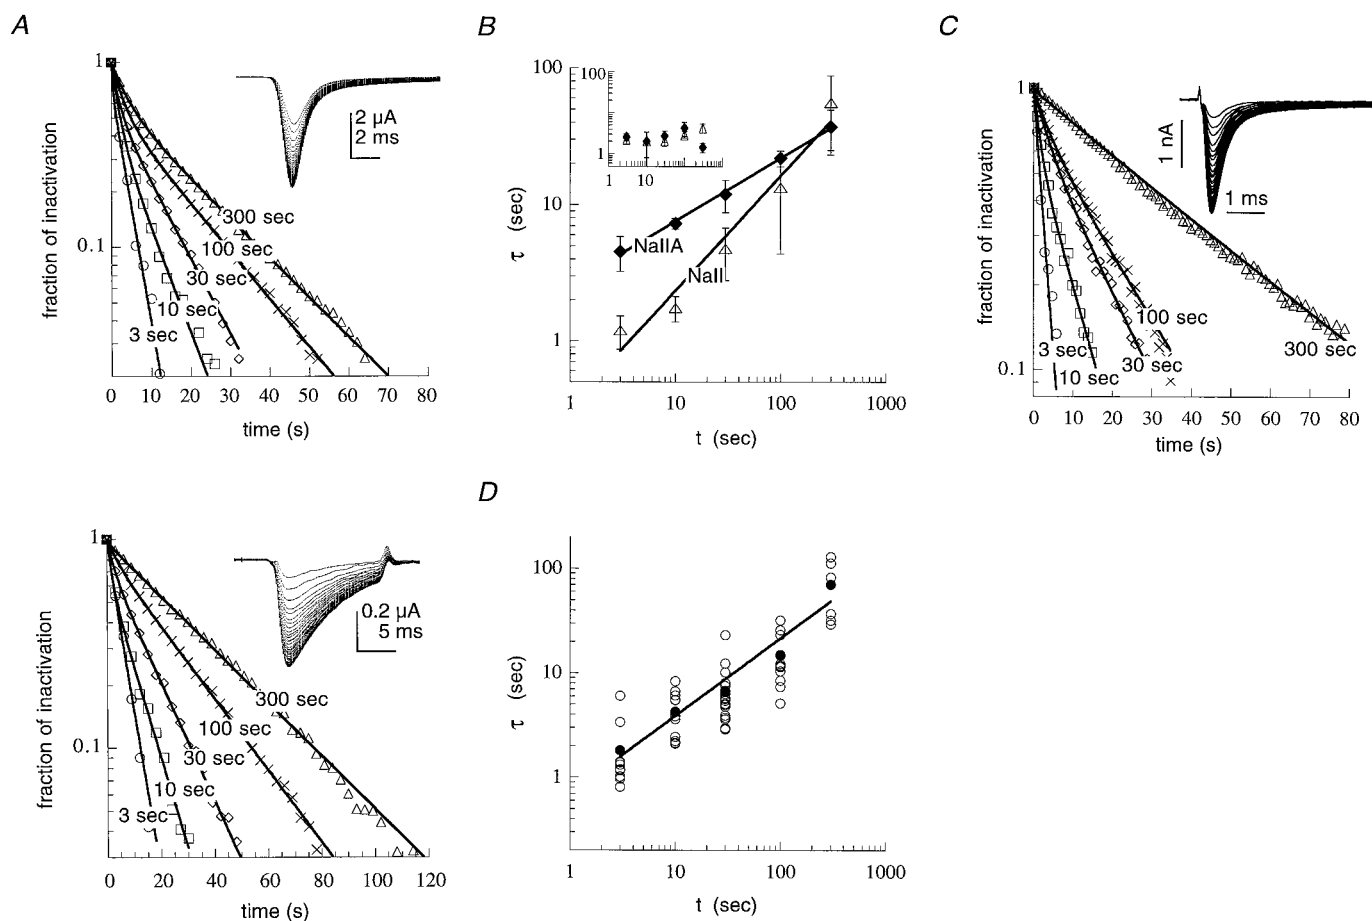 A
1
0.1
fraction of inactivation
2 μA
2 ms
300 sec
100 sec
30 sec
10 sec
3 sec
0 10 20 30 40 50 60 70 80
time (s)
B
100
10
1
τ (sec)
100
1
10
NaIIA
NaII
1 10 100 1000
t (sec)
C
1
0.1
fraction of inactivation
1 nA
1 ms
100 sec
3 sec
30 sec
300 sec
10 sec
0 10 20 30 40 50 60 70 80
time (s)
1
0.1
fraction of inactivation
0.2 μA
5 ms
300 sec
100 sec
30 sec
10 sec
3 sec
0 20 40 60 80 100 120
time (s)
D
100
10
1
τ (sec)
1 10 100 1000
t (sec)